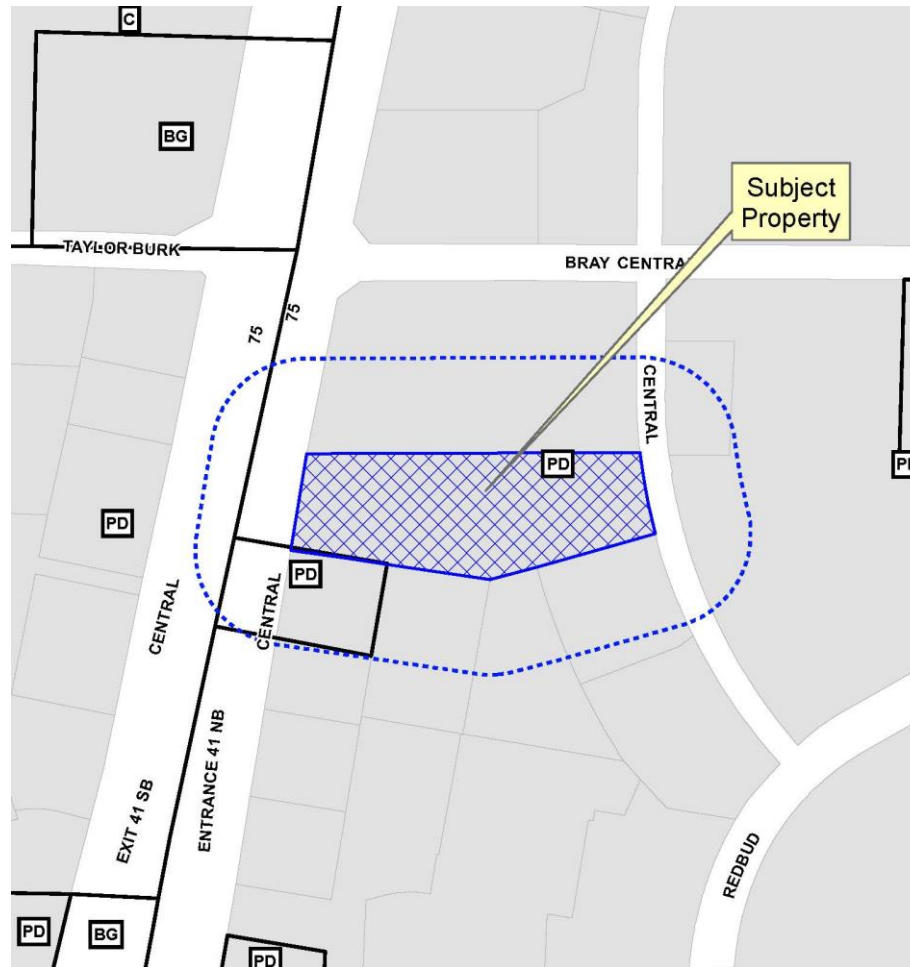 C
BG
Subject
Property
TAYLOR BURK
BRAY CENTRAL
75
75
CENTRAL
PD
PD
PD
CENTRAL
PD
CENTRAL
ENTRANCE 41 NB
EXIT 41 SB
REDBUD
PD
BG
PD